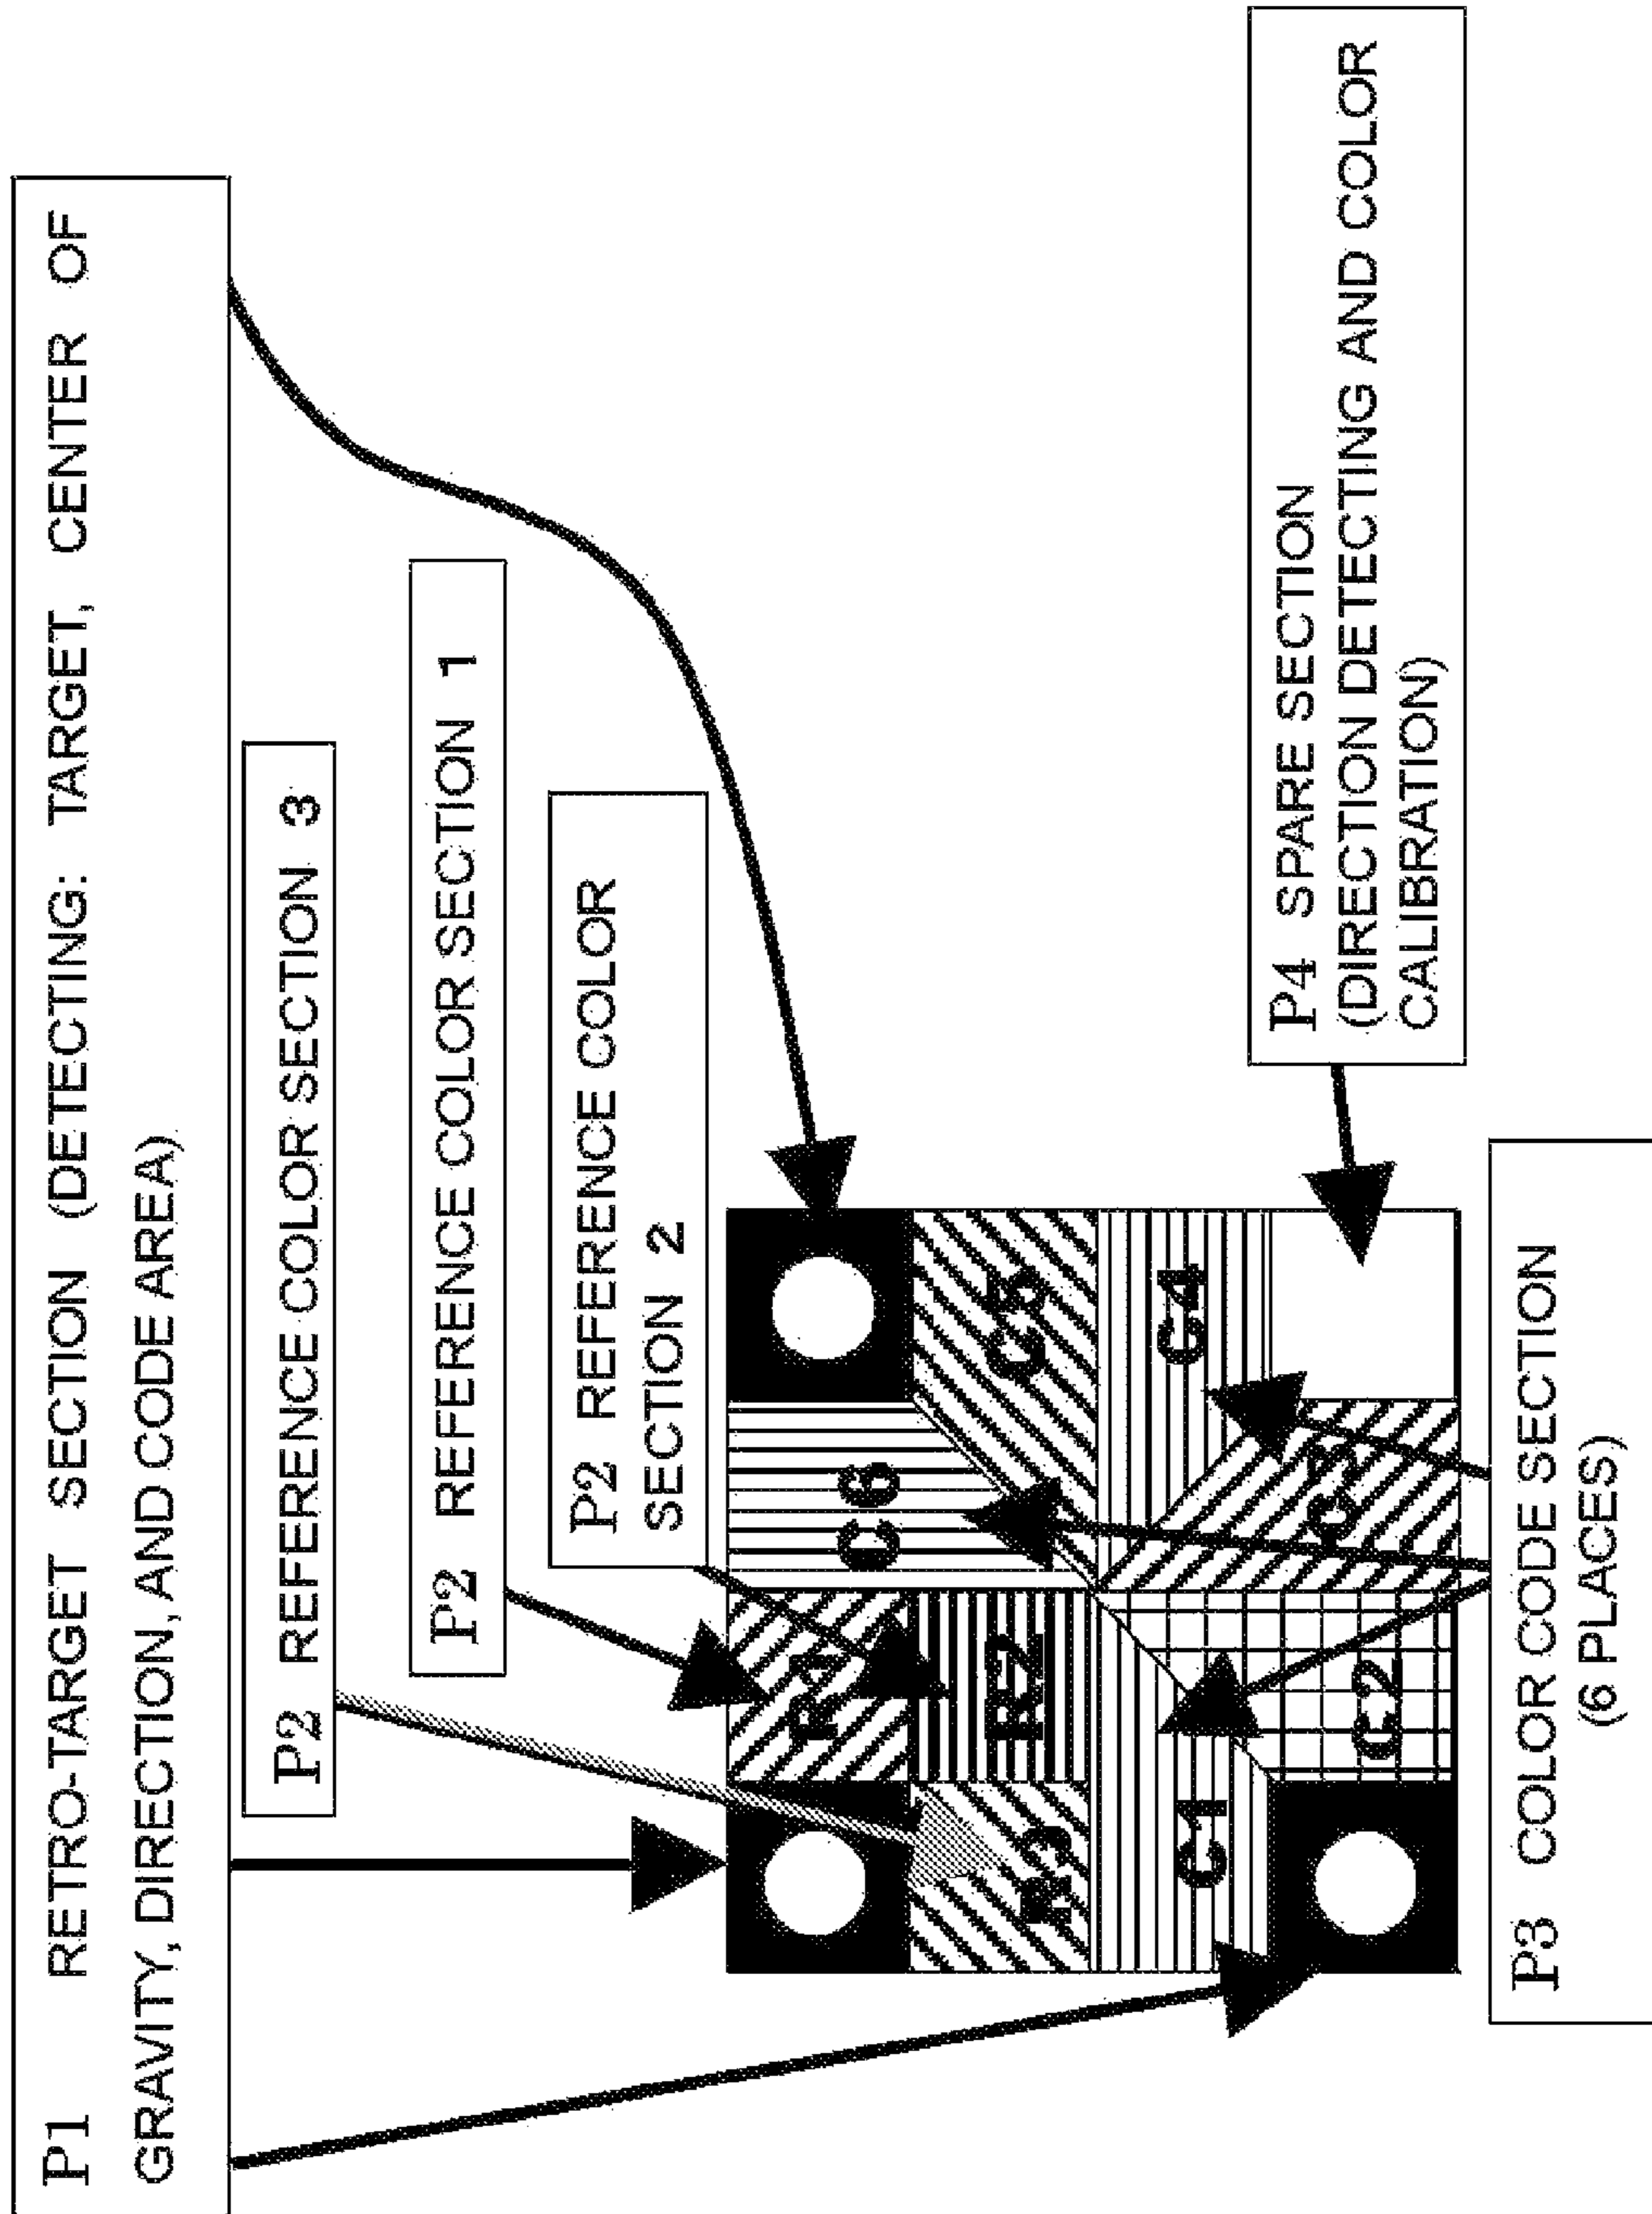 P1 RETRO-TARGET SECTION (DETECTING: TARGET, CENTER OF
GRAVITY, DIRECTION, AND CODE AREA)
P2 REFERENCE COLOR SECTION 3
P2 REFERENCE COLOR SECTION 1
P2 REFERENCE COLOR
SECTION 2
R1
C6
R3
R2
C5
C1
C4
C2
C3
P4 SPARE SECTION
(DIRECTION DETECTING AND COLOR
CALIBRATION)
P3 COLOR CODE SECTION
(6 PLACES)